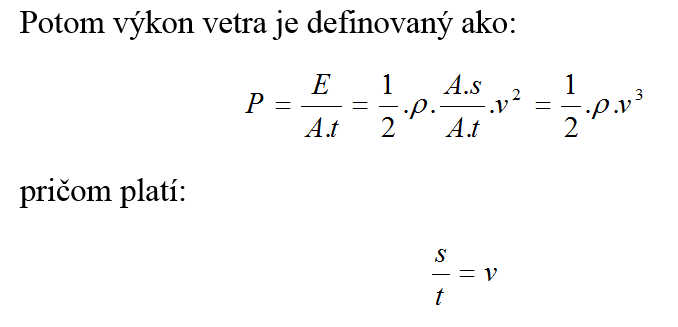 Potom výkon vetra je definovaný ako:
P = E / A.t = 1/2 .ρ. A.s / A.t .v² = 1/2 .ρ.v³
pričom platí:
s / t = v